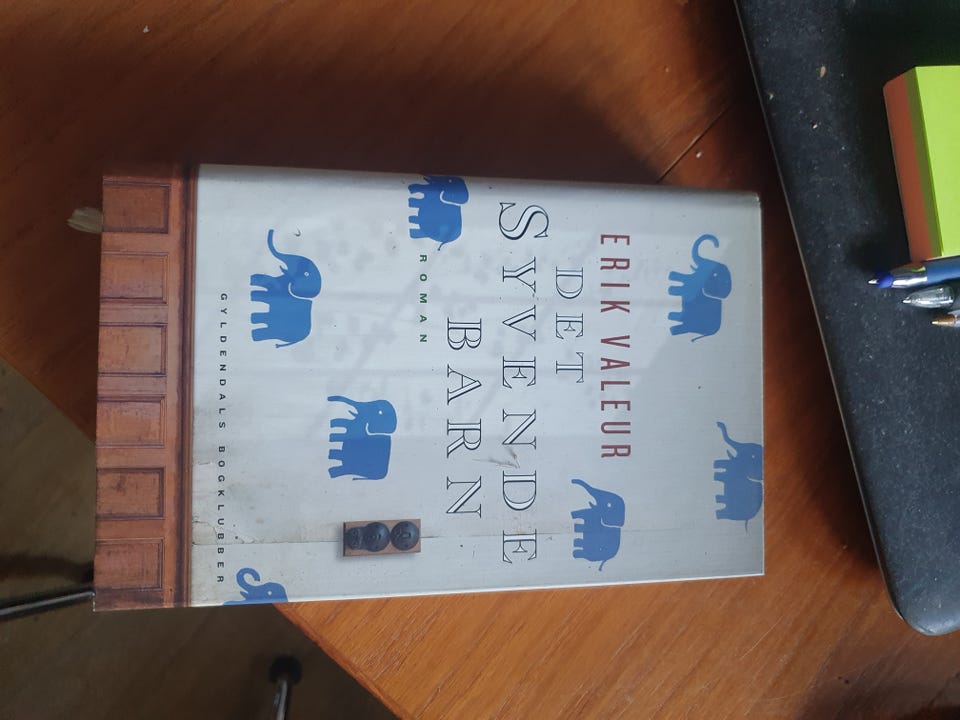 ERIK VALEUR
DET
SYVENDE
BARN
ROMAN
GYLDENDALS BOGKLUBBER